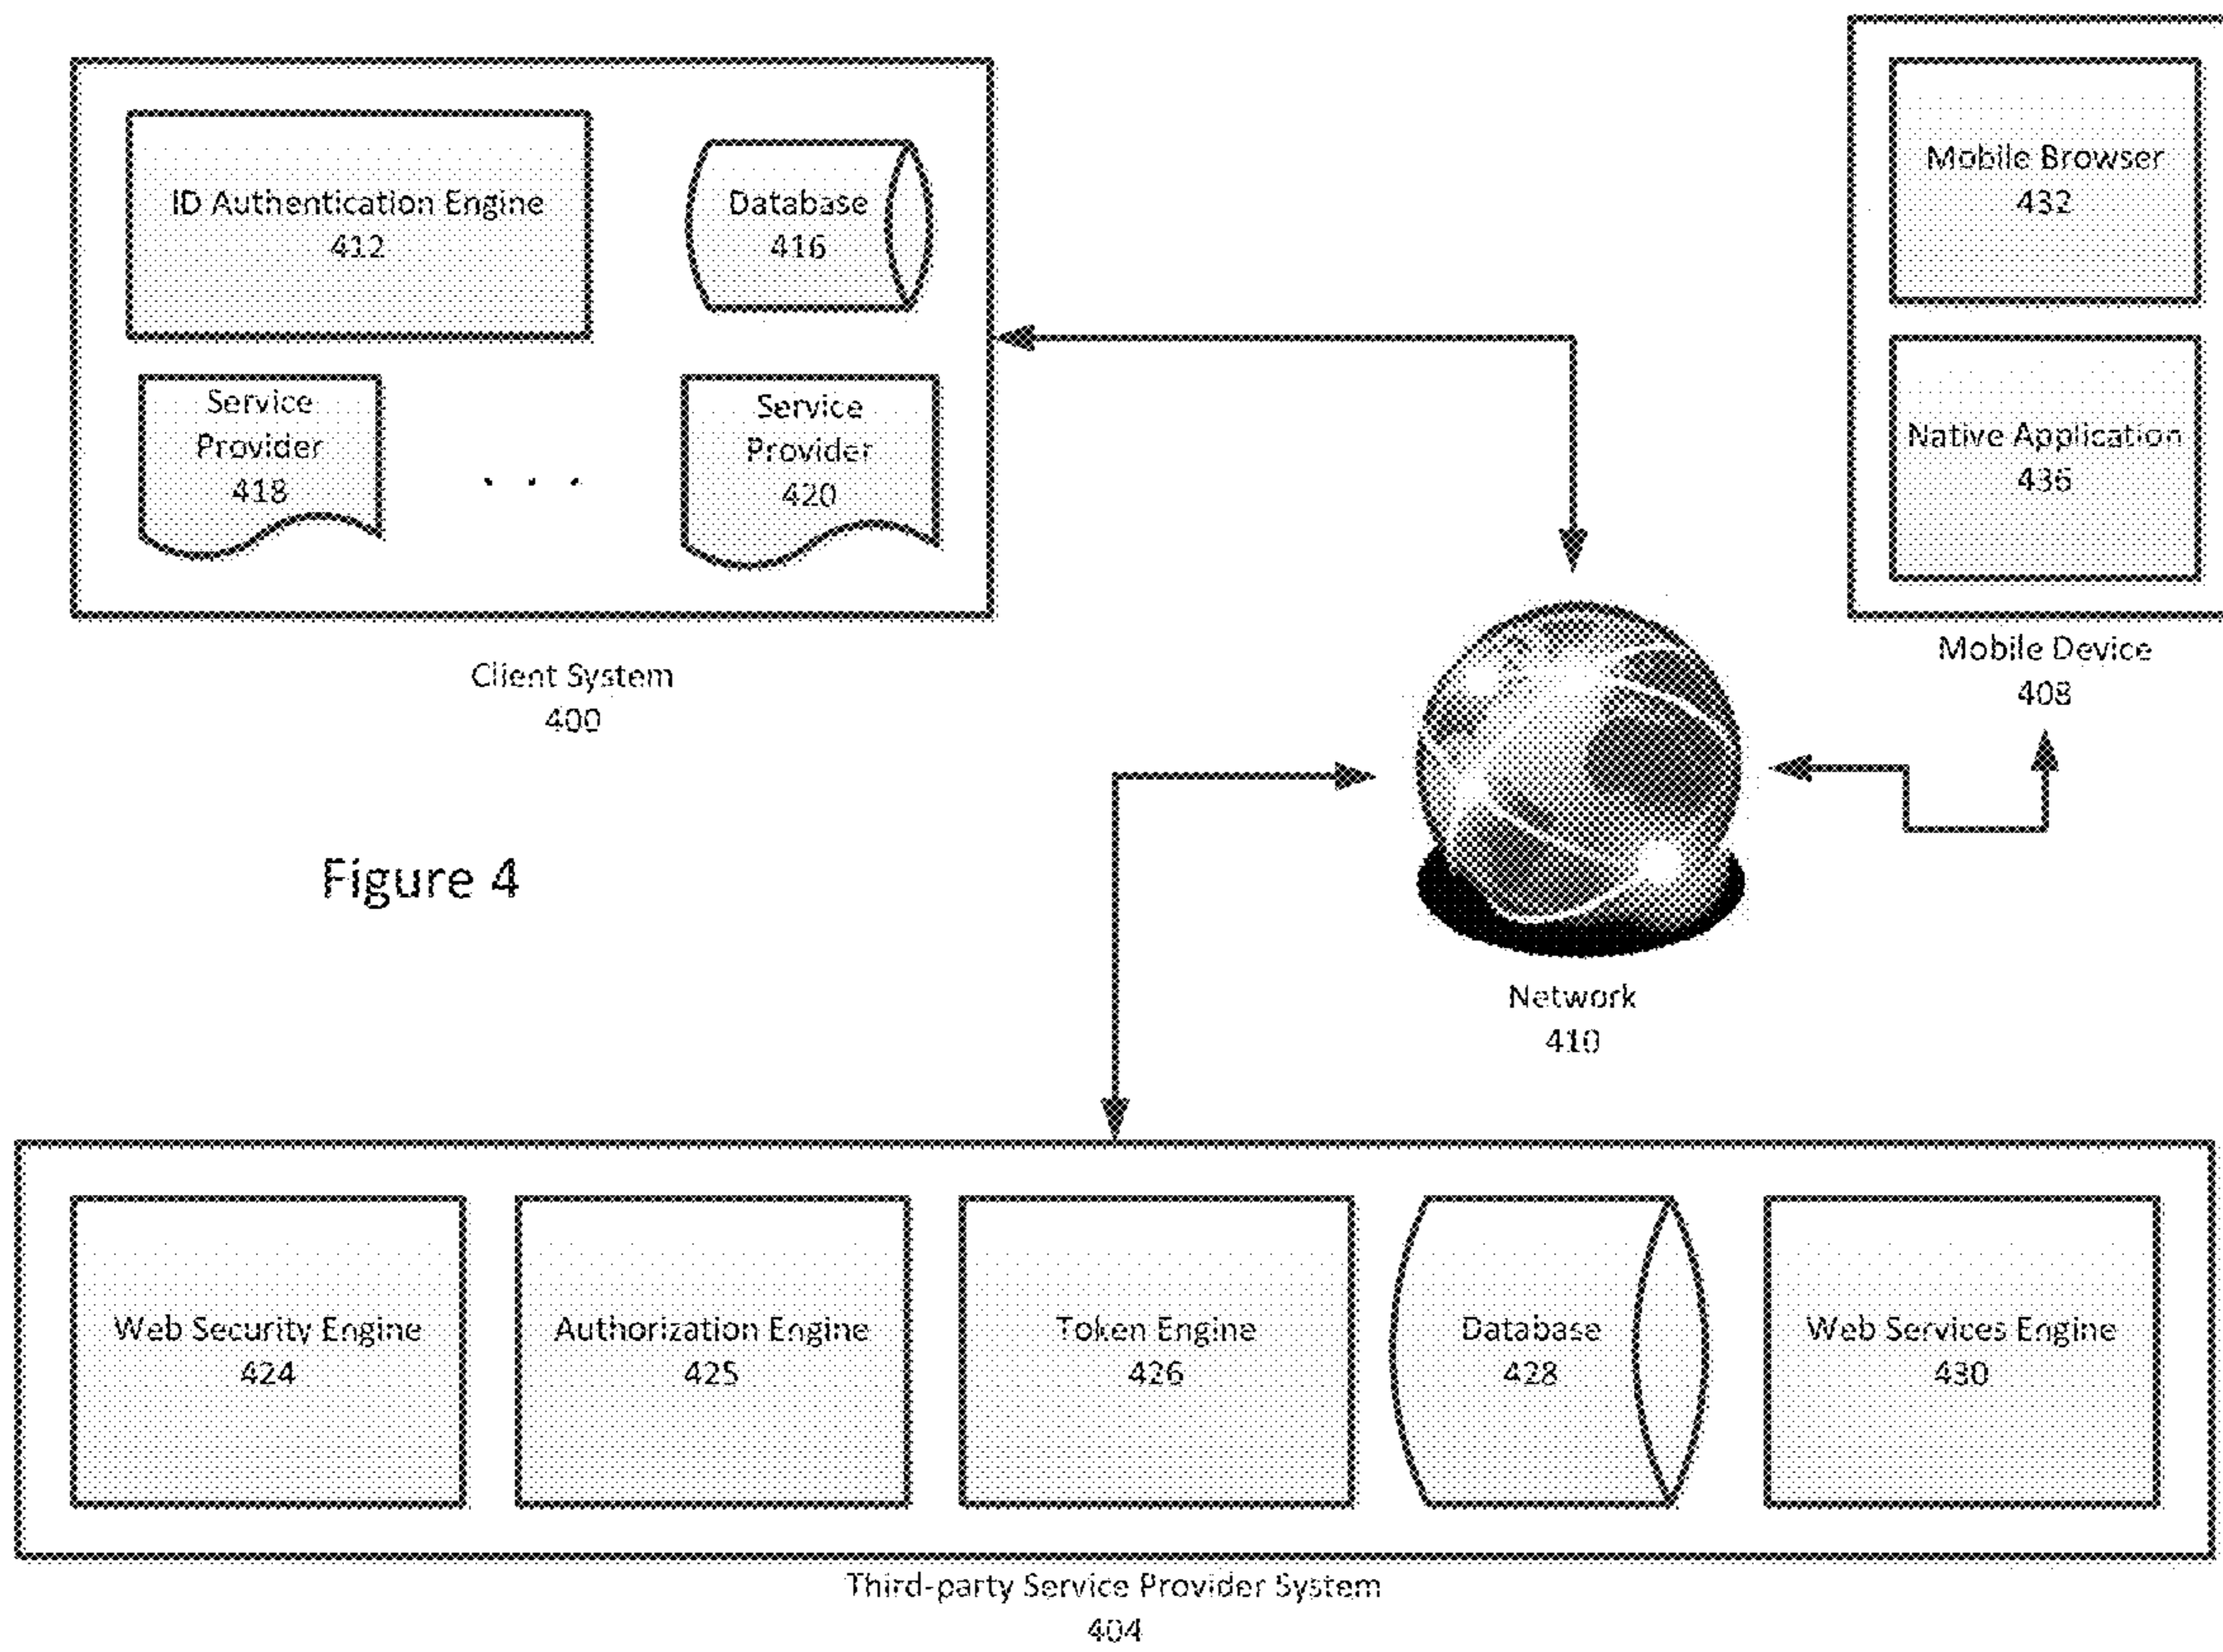 ID Authentication Engine
412
Database
416
Service
Provider
418
. . .
Service
Provider
420
Client System
400
Mobile Browser
432
Native Application
436
Mobile Device
408
Figure 4
Network
410
Web Security Engine
424
Authorization Engine
425
Token Engine
426
Database
428
Web Services Engine
430
Third-party Service Provider System
404